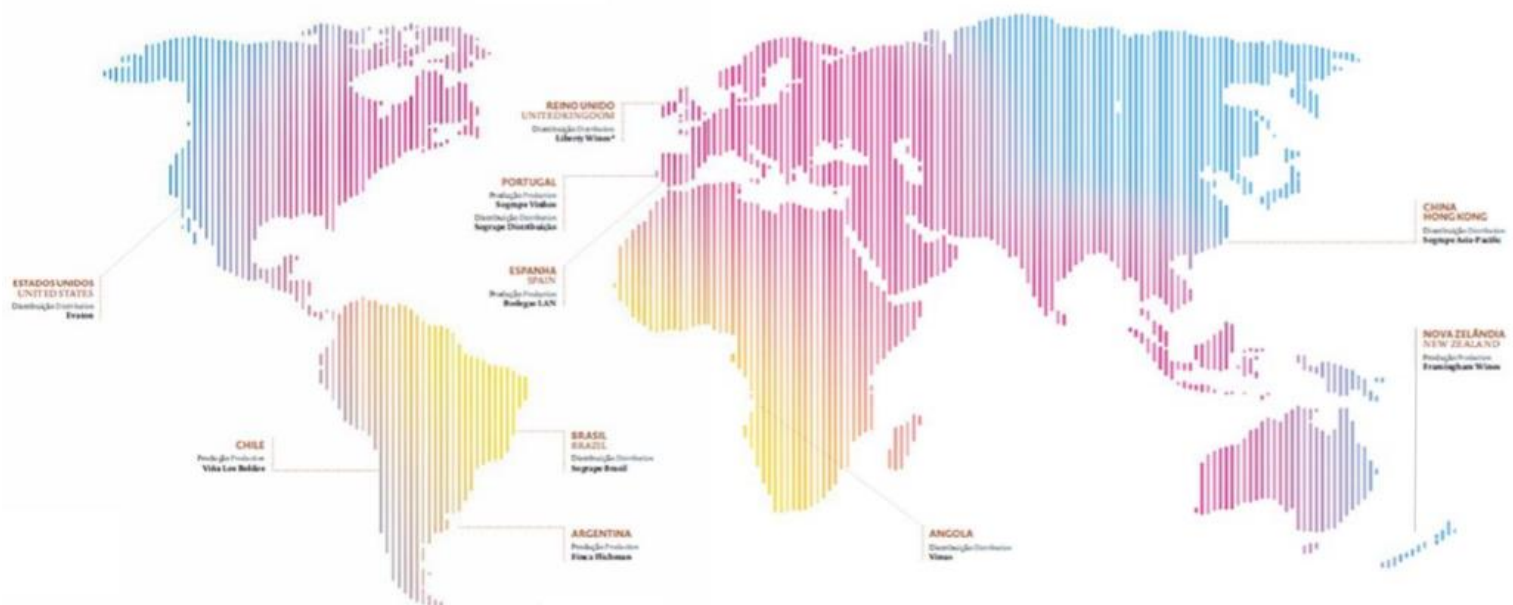 REINO UNIDO
UNITED KINGDOM
Distribuição Distribution
Liberty Wines*
PORTUGAL
Produção Production
Sogrape Vinhos
Distribuição Distribution
Sogrape Distribuição
ESPANHA
SPAIN
Produção Production
Bodegas LAN
ESTADOS UNIDOS
UNITED STATES
Distribuição Distribution
Evaton
CHILE
Produção Production
Viña Los Boldos
BRASIL
BRAZIL
Distribuição Distribution
Sogrape Brasil
ARGENTINA
Produção Production
Finca Flichman
ANGOLA
Distribuição Distribution
Vinus
CHINA
HONG KONG
Distribuição Distribution
Sogrape Asia-Pacific
NOVA ZELÂNDIA
NEW ZEALAND
Produção Production
Framingham Wines